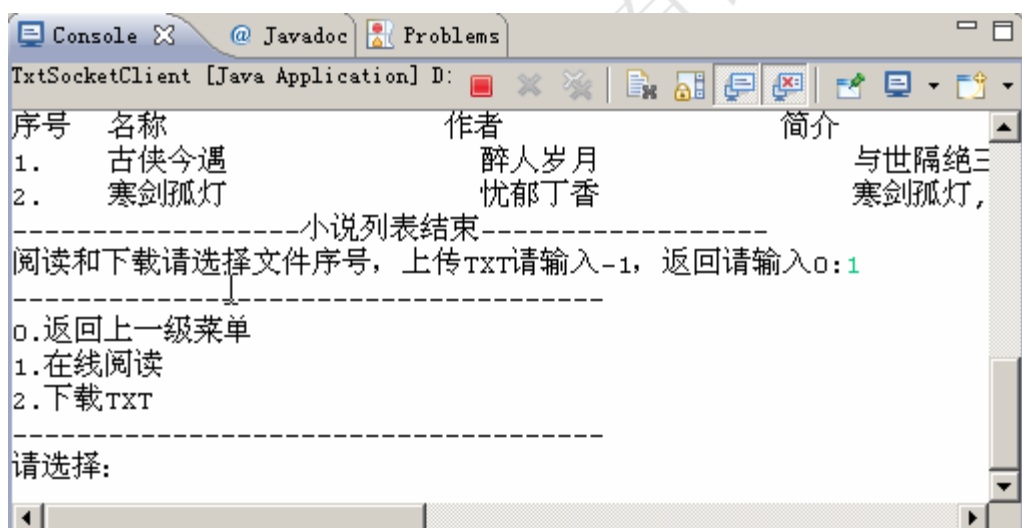 Console @ Javadoc Problems
TxtSocketClient [Java Application] D:
序号 名称 作者 简介
1. 古侠今遇 醉人岁月 与世隔绝三
2. 寒剑孤灯 忧郁丁香 寒剑孤灯,
------------------小说列表结束------------------
阅读和下载请选择文件序号，上传TXT请输入-1，返回请输入0:1
-------------------------------------
0.返回上一级菜单
1.在线阅读
2.下载TXT
-------------------------------------
请选择: